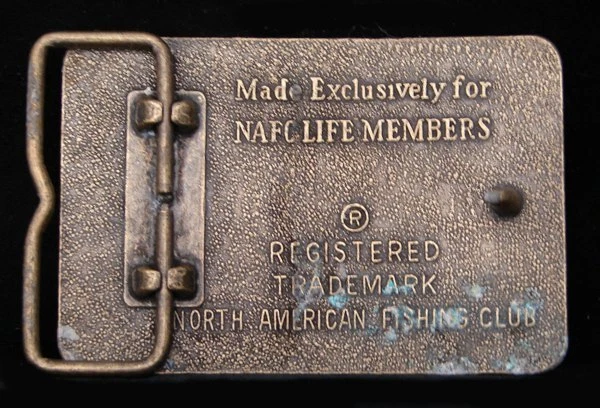 Made Exclusively for
NAFC LIFE MEMBERS
®
REGISTERED
TRADEMARK
NORTH AMERICAN FISHING CLUB